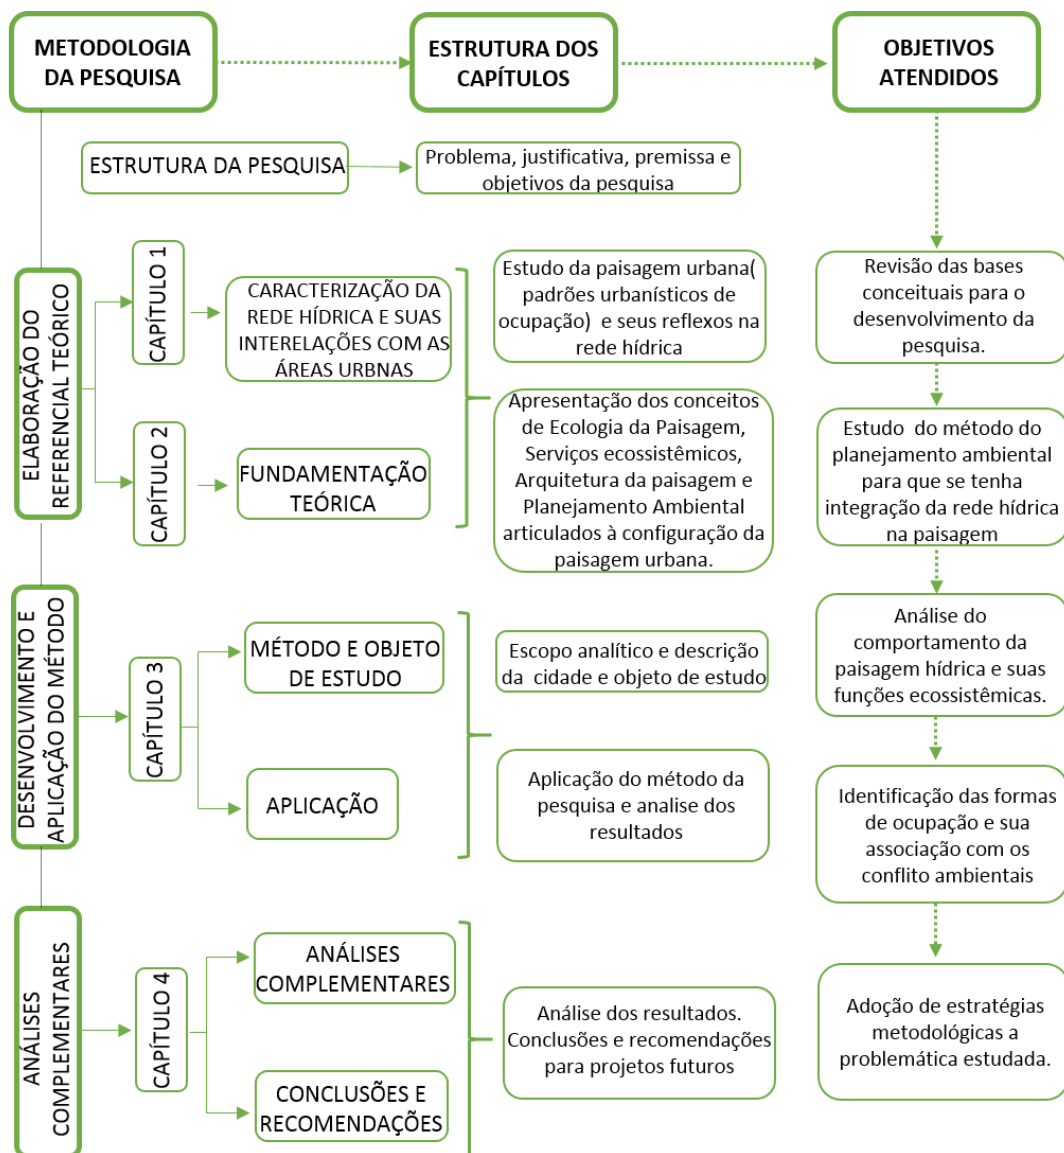 METODOLOGIA
DA PESQUISA
ESTRUTURA DOS
CAPÍTULOS
OBJETIVOS
ATENDIDOS
ESTRUTURA DA PESQUISA
Problema, justificativa, premissa e
objetivos da pesquisa
ELABORAÇÃO DO
REFERENCIAL TEÓRICO
CAPÍTULO 1
CARACTERIZAÇÃO DA
REDE HÍDRICA E SUAS
INTERELAÇÕES COM AS
ÁREAS URBNAS
Estudo da paisagem urbana(
padrões urbanísticos de
ocupação) e seus reflexos na
rede hídrica
CAPÍTULO 2
FUNDAMENTAÇÃO
TEÓRICA
Apresentação dos conceitos
de Ecologia da Paisagem,
Serviços ecossistêmicos,
Arquitetura da paisagem e
Planejamento Ambiental
articulados à configuração da
paisagem urbana.
DESENVOLVIMENTO E
APLICAÇÃO DO MÉTODO
CAPÍTULO 3
MÉTODO E OBJETO
DE ESTUDO
Escopo analítico e descrição
da cidade e objeto de estudo
APLICAÇÃO
Aplicação do método da
pesquisa e analise dos
resultados
ANÁLISES
COMPLEMENTARES
CAPÍTULO 4
ANÁLISES
COMPLEMENTARES
CONCLUSÕES E
RECOMENDAÇÕES
Análise dos resultados.
Conclusões e recomendações
para projetos futuros
Revisão das bases
conceituais para o
desenvolvimento da
pesquisa.
Estudo do método do
planejamento ambiental
para que se tenha
integração da rede hídrica
na paisagem
Análise do
comportamento da
paisagem hídrica e suas
funções ecossistêmicas.
Identificação das formas
de ocupação e sua
associação com os
conflito ambientais
Adoção de estratégias
metodológicas a
problemática estudada.